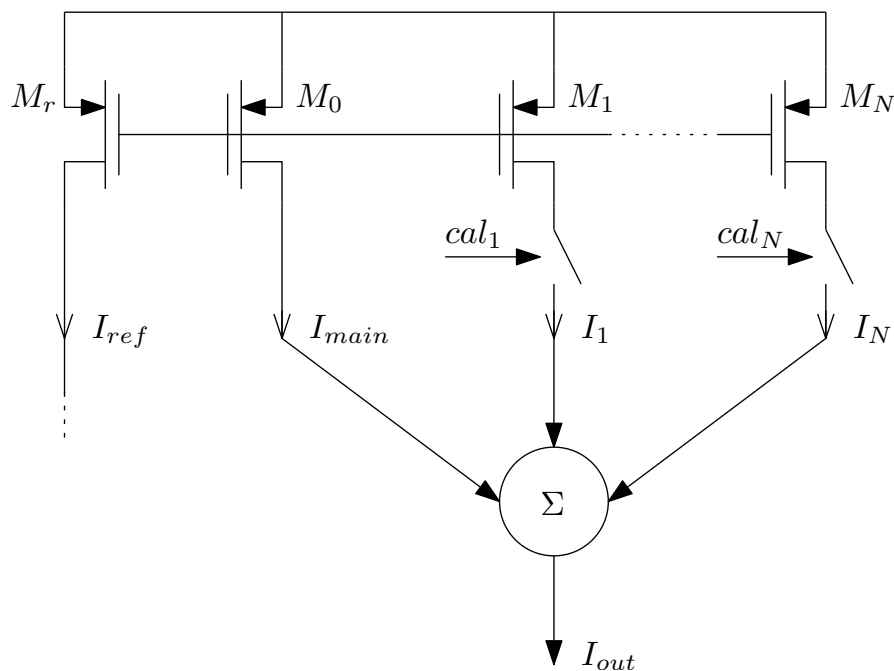 M_r M_0 M_1 M_N
cal_1 cal_N
I_ref I_main I_1 I_N
Σ
I_out